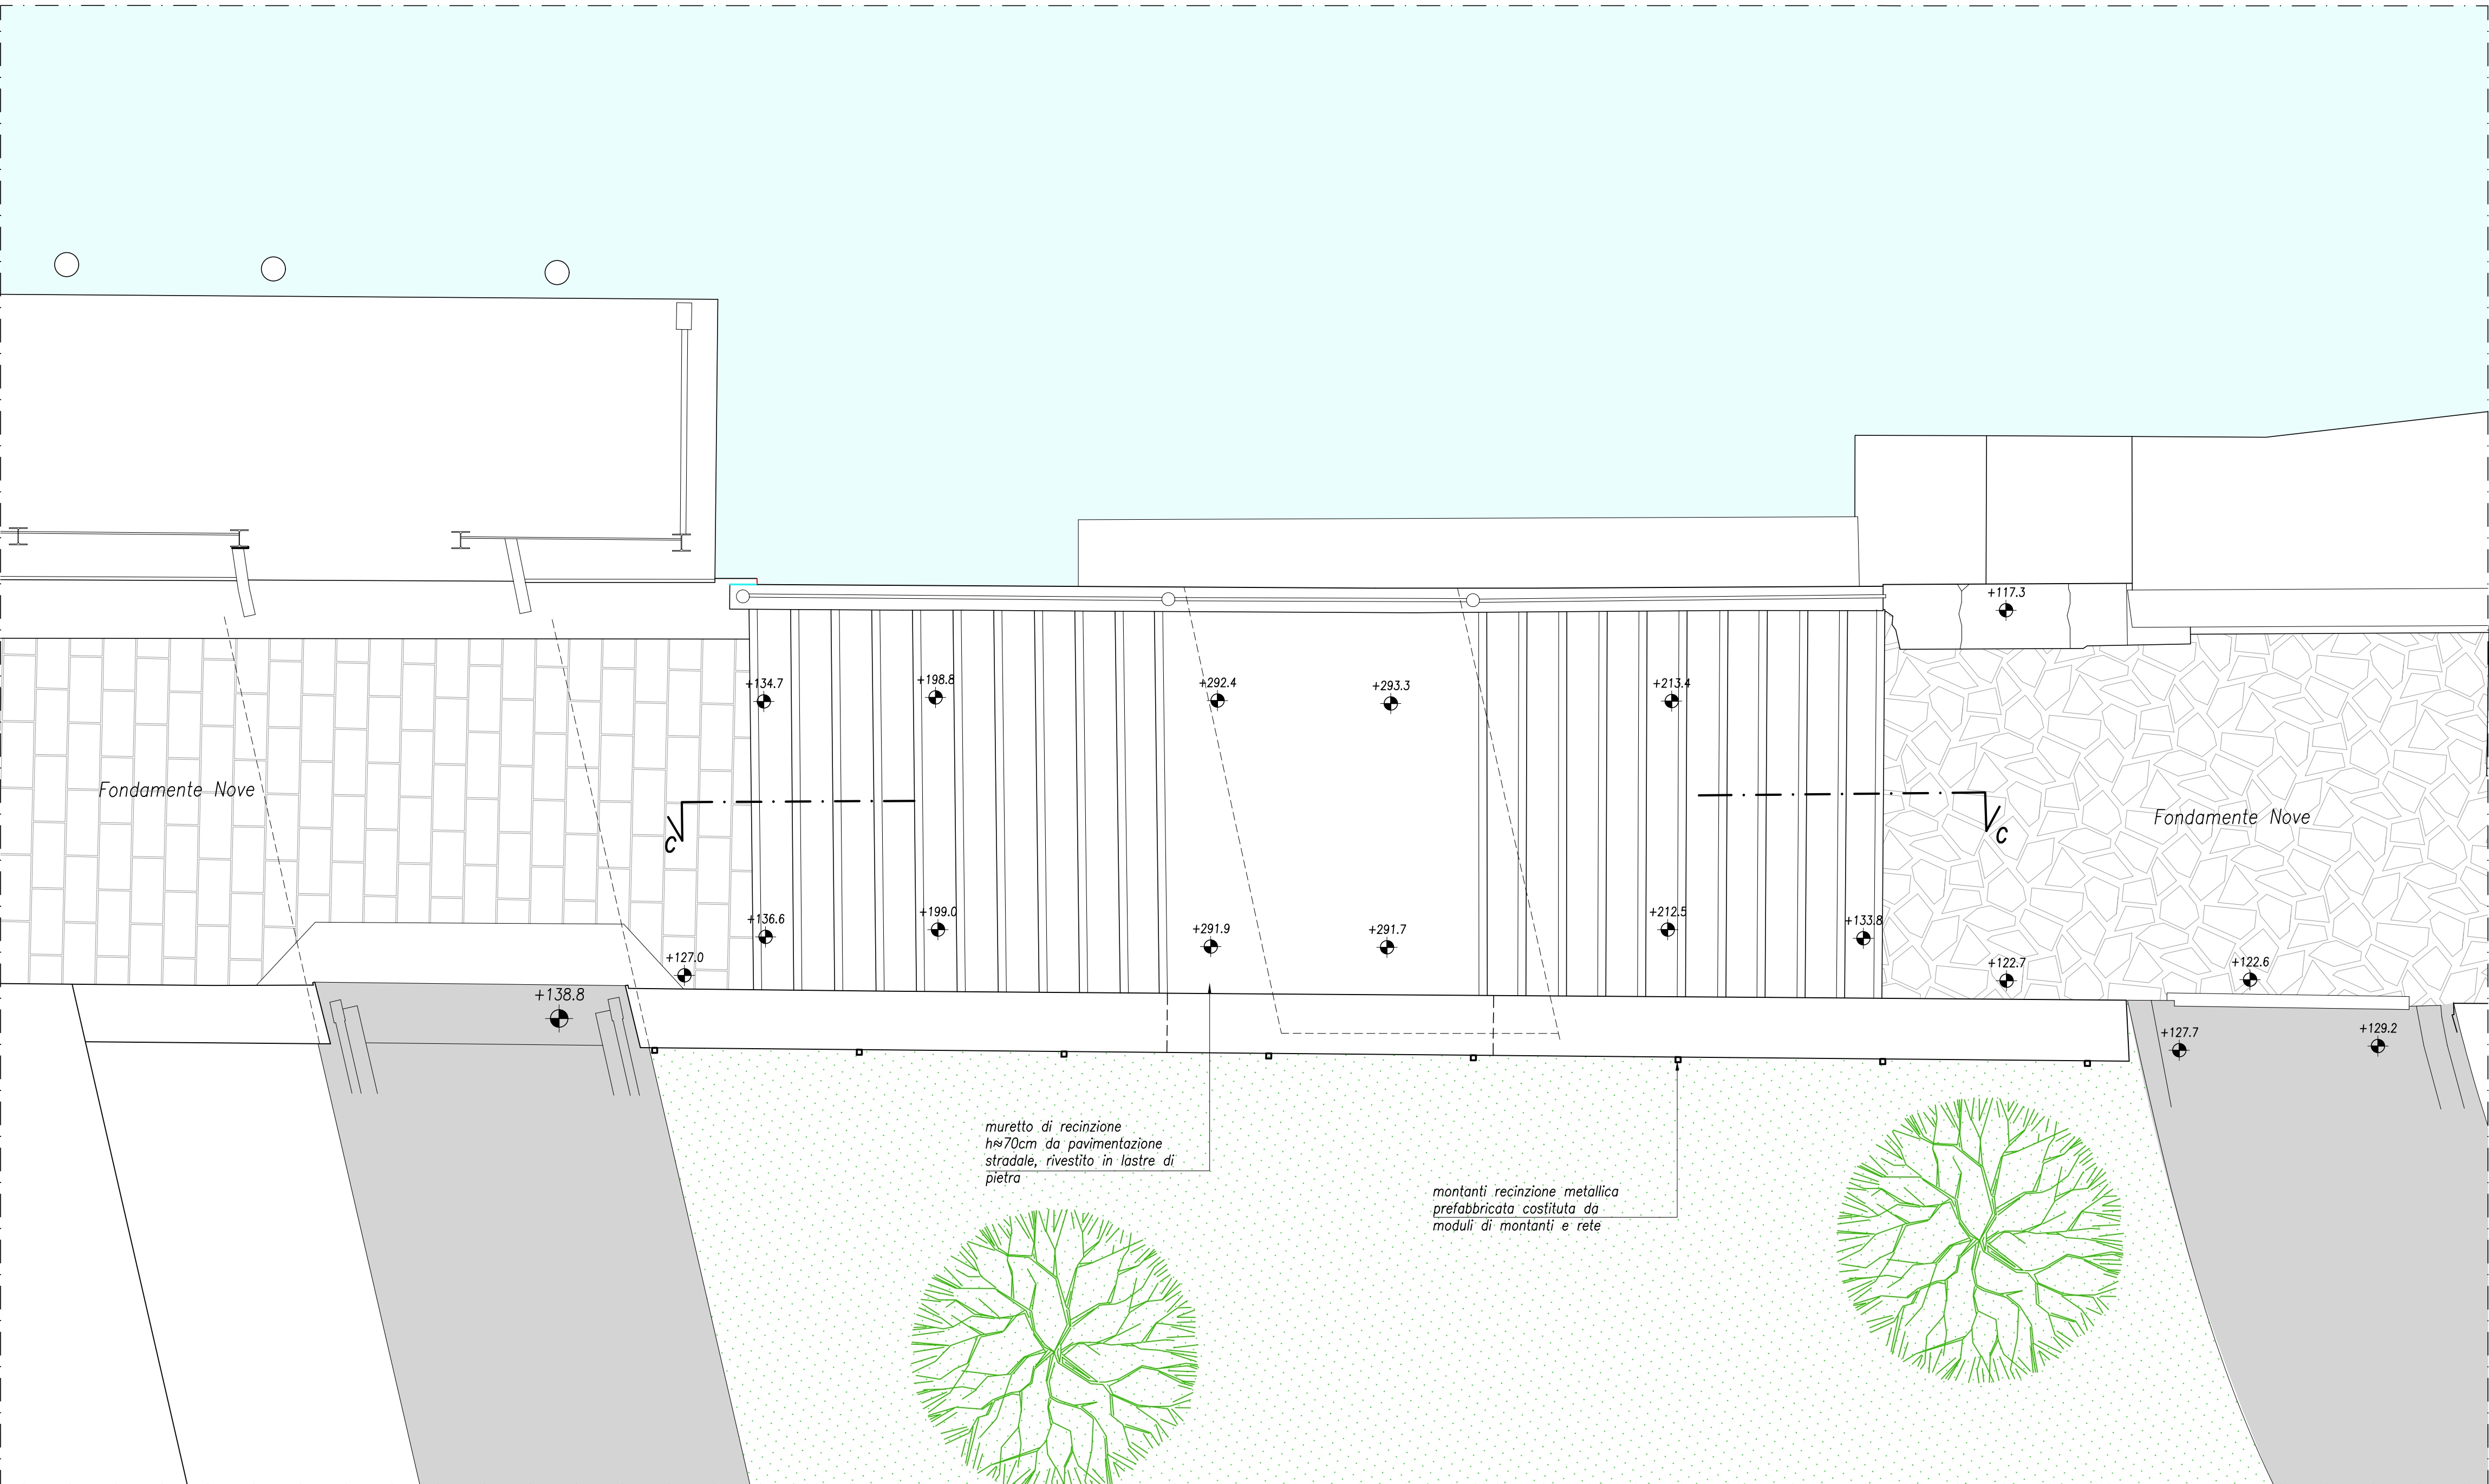 +117.3
+134.7
+198.8
+292.4
+293.3
+213.4
Fondamente Nove
Fondamente Nove
C
C
+136.6
+199.0
+291.9
+291.7
+212.5
+133.8
+127.0
+122.7
+122.6
+138.8
+127.7
+129.2
muretto di recinzione
h≈70cm da pavimentazione
stradale, rivestito in lastre di
pietra
montanti recinzione metallica
prefabbricata costituta da
moduli di montanti e rete